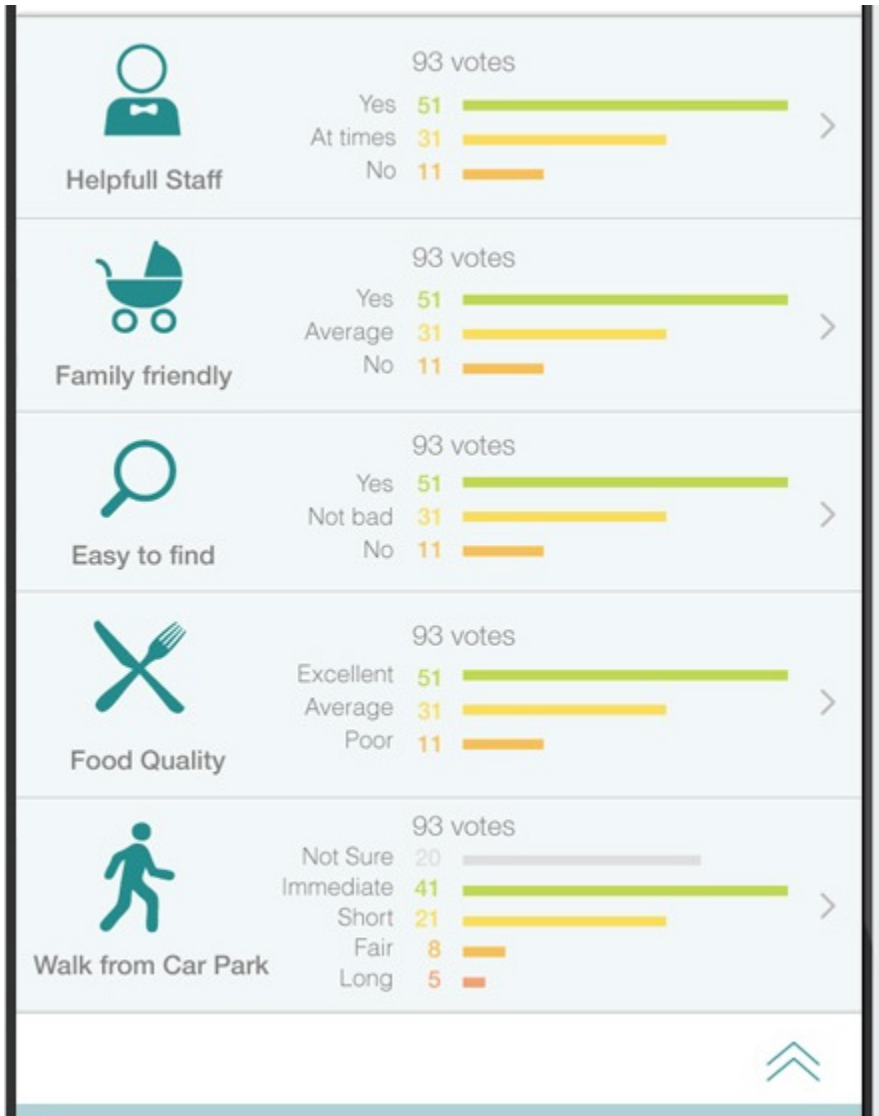 93 votes
Yes 51
At times 31
No 11
Helpfull Staff
93 votes
Yes 51
Average 31
No 11
Family friendly
93 votes
Yes 51
Not bad 31
No 11
Easy to find
93 votes
Excellent 51
Average 31
Poor 11
Food Quality
93 votes
Not Sure 20
Immediate 41
Short 21
Fair 8
Long 5
Walk from Car Park